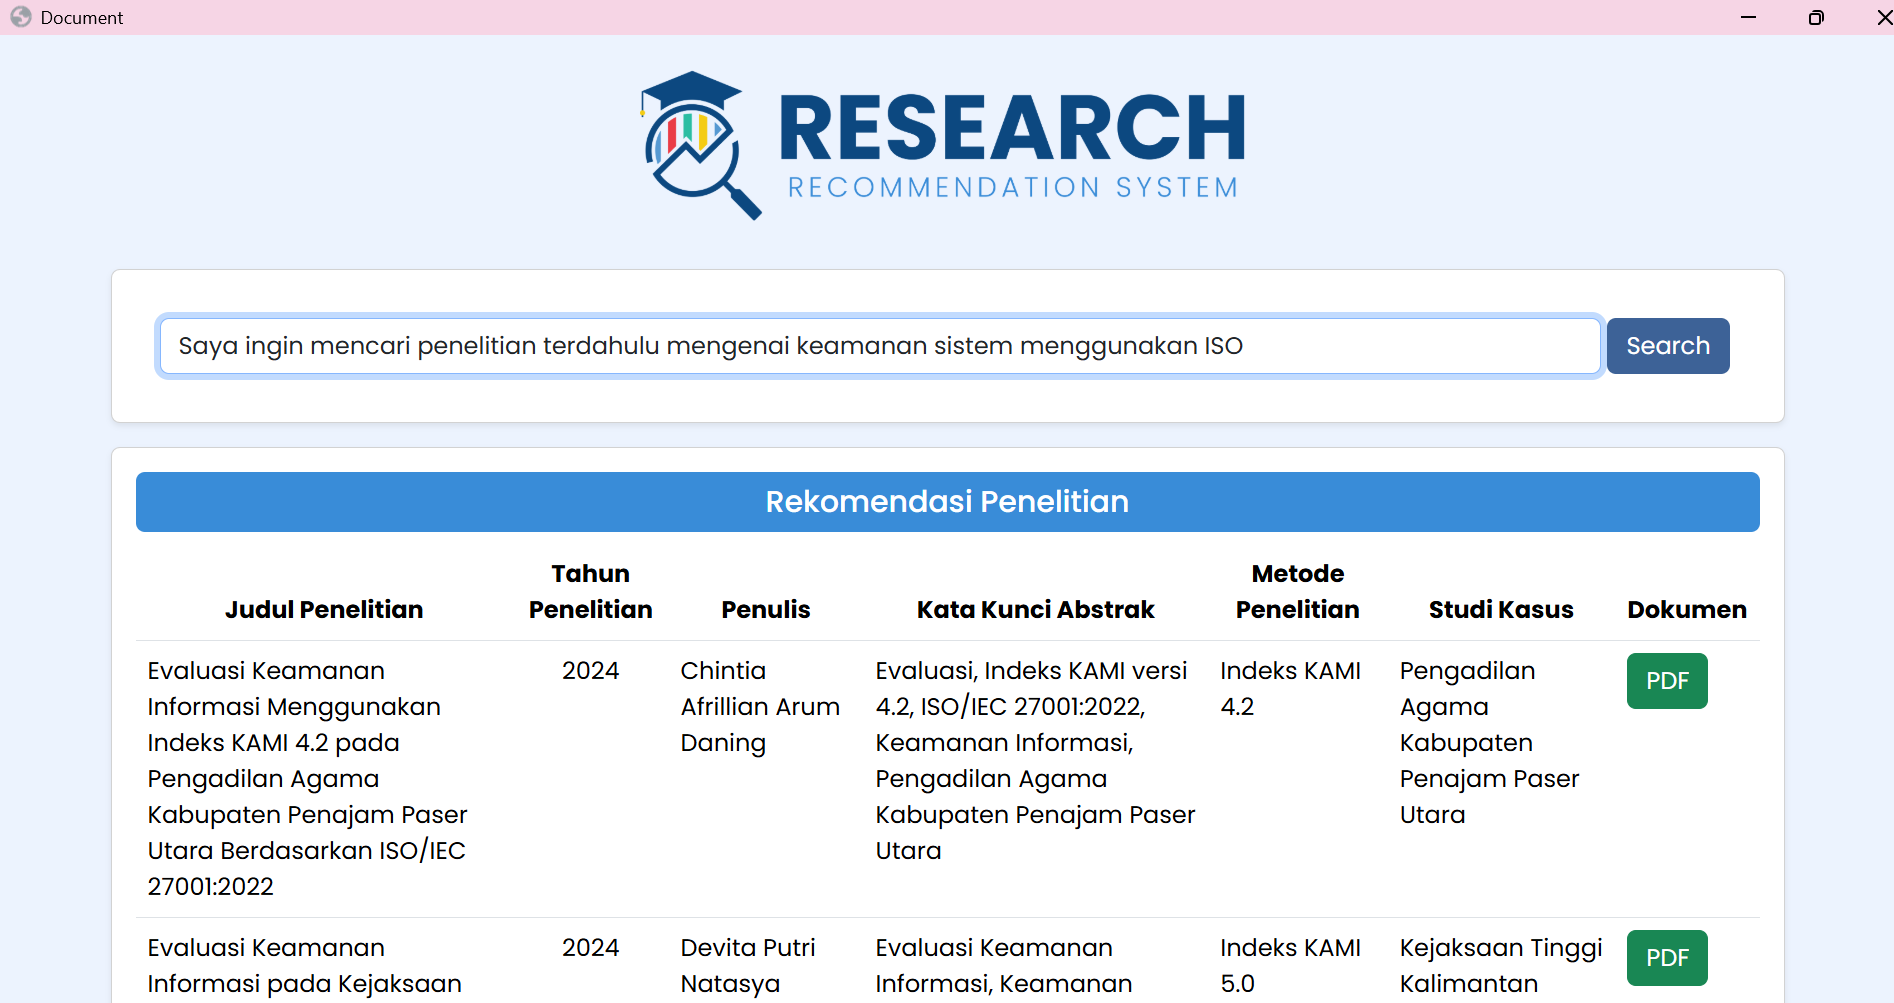 Document
RESEARCH
RECOMMENDATION SYSTEM
Saya ingin mencari penelitian terdahulu mengenai keamanan sistem menggunakan ISO
Search
Rekomendasi Penelitian
Judul Penelitian
Tahun
Penelitian
Penulis
Kata Kunci Abstrak
Metode
Penelitian
Studi Kasus
Dokumen
Evaluasi Keamanan
Informasi Menggunakan
Indeks KAMI 4.2 pada
Pengadilan Agama
Kabupaten Penajam Paser
Utara Berdasarkan ISO/IEC
27001:2022
2024
Chintia
Afrillian Arum
Daning
Evaluasi, Indeks KAMI versi
4.2, ISO/IEC 27001:2022,
Keamanan Informasi,
Pengadilan Agama
Kabupaten Penajam Paser
Utara
Indeks KAMI
4.2
Pengadilan
Agama
Kabupaten
Penajam Paser
Utara
PDF
Evaluasi Keamanan
Informasi pada Kejaksaan
2024
Devita Putri
Natasya
Evaluasi Keamanan
Informasi, Keamanan
Indeks KAMI
5.0
Kejaksaan Tinggi
Kalimantan
PDF